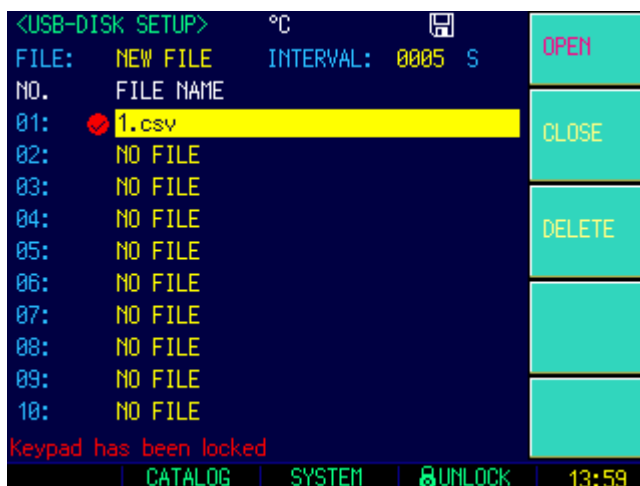 <USB-DISK SETUP> °C
FILE: NEW FILE INTERVAL: 0005 S
NO. FILE NAME
01: 1.csv
02: NO FILE
03: NO FILE
04: NO FILE
05: NO FILE
06: NO FILE
07: NO FILE
08: NO FILE
09: NO FILE
10: NO FILE
Keypad has been locked
OPEN
CLOSE
DELETE
CATALOG SYSTEM UNLOCK 13:59